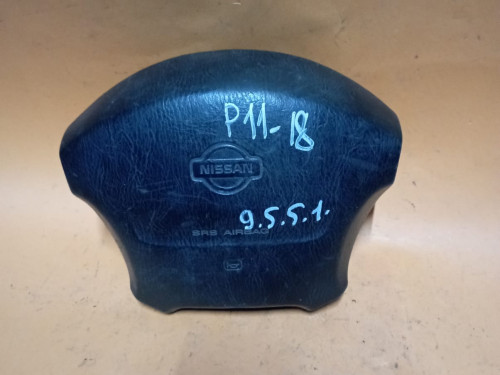 P11-18
NISSAN
9.5.5.1.
SRS AIRBAG